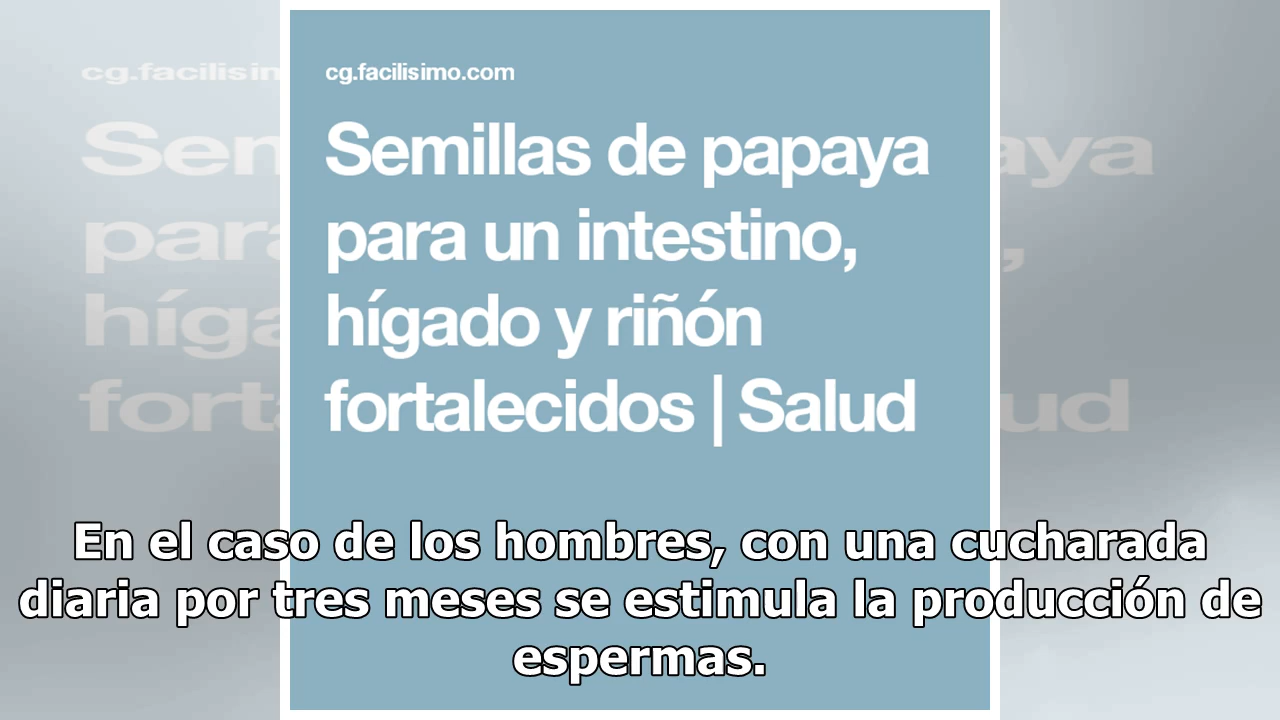 cg.facilisimo.com
Semillas de papaya
para un intestino,
hígado y riñón
fortalecidos | Salud
En el caso de los hombres, con una cucharada
diaria por tres meses se estimula la producción de
espermas.